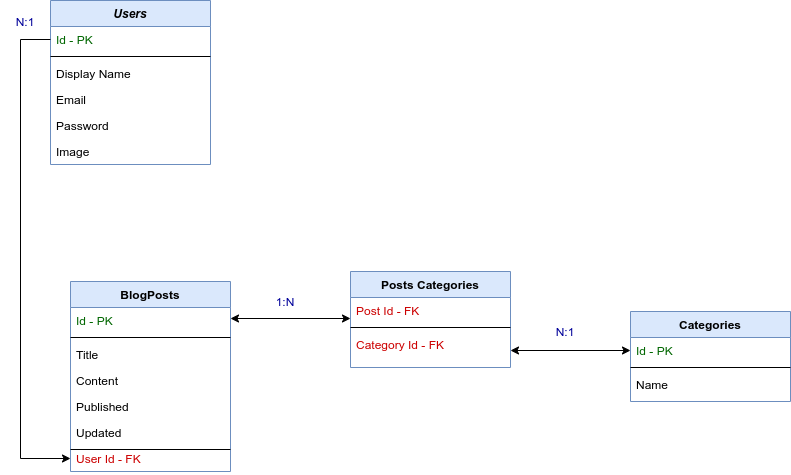 N:1
Users
Id - PK
Display Name
Email
Password
Image
BlogPosts
Id - PK
Title
Content
Published
Updated
User Id - FK
1:N
Posts Categories
Post Id - FK
Category Id - FK
N:1
Categories
Id - PK
Name